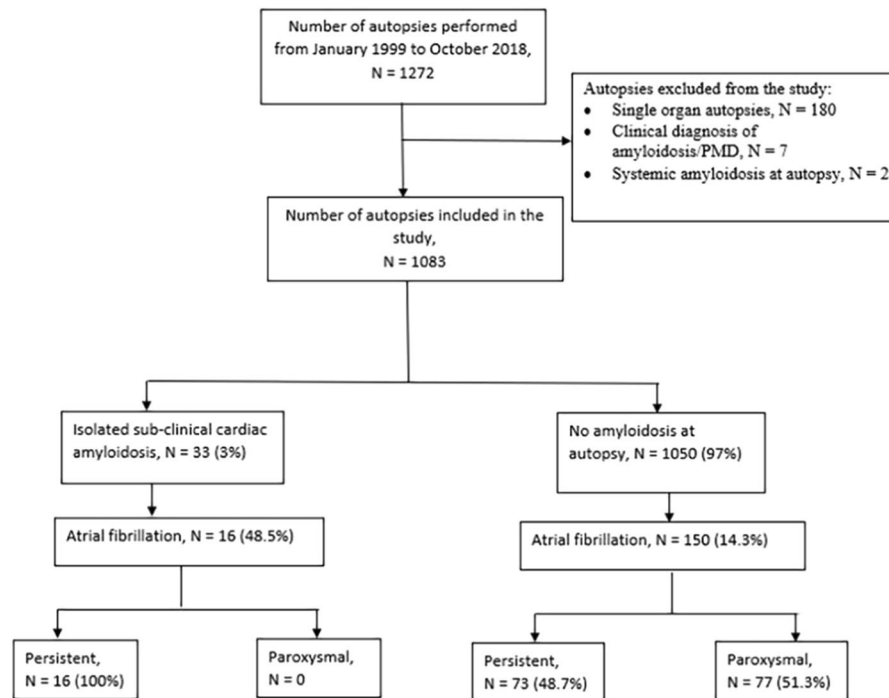 Number of autopsies performed
from January 1999 to October 2018,
N = 1272
Autopsies excluded from the study:
• Single organ autopsies, N = 180
• Clinical diagnosis of
amyloidosis/PMD, N = 7
• Systemic amyloidosis at autopsy, N = 2
Number of autopsies included in the
study,
N = 1083
Isolated sub-clinical cardiac
amyloidosis, N = 33 (3%)
No amyloidosis at
autopsy, N = 1050 (97%)
Atrial fibrillation, N = 16 (48.5%)
Atrial fibrillation, N = 150 (14.3%)
Persistent,
N = 16 (100%)
Paroxysmal,
N = 0
Persistent,
N = 73 (48.7%)
Paroxysmal,
N = 77 (51.3%)